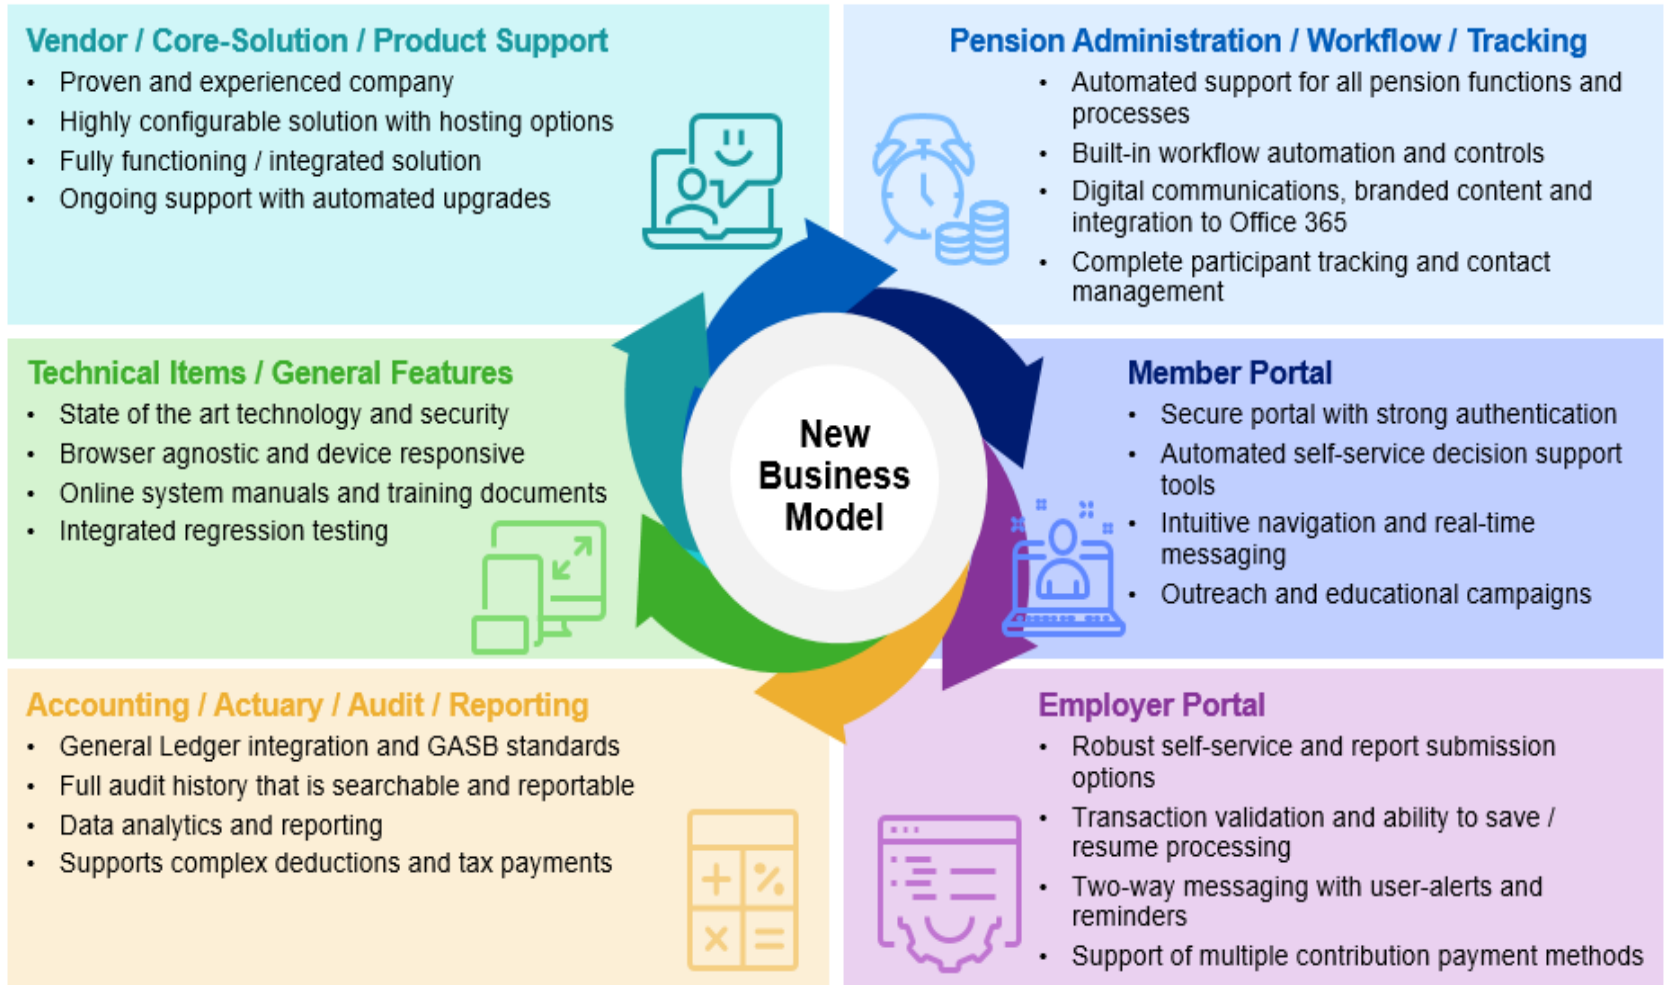 Vendor / Core-Solution / Product Support
• Proven and experienced company
• Highly configurable solution with hosting options
• Fully functioning / integrated solution
• Ongoing support with automated upgrades
Pension Administration / Workflow / Tracking
• Automated support for all pension functions and
processes
• Built-in workflow automation and controls
• Digital communications, branded content and
integration to Office 365
• Complete participant tracking and contact
management
Technical Items / General Features
• State of the art technology and security
• Browser agnostic and device responsive
• Online system manuals and training documents
• Integrated regression testing
New
Business
Model
Member Portal
• Secure portal with strong authentication
• Automated self-service decision support
tools
• Intuitive navigation and real-time
messaging
• Outreach and educational campaigns
Accounting / Actuary / Audit / Reporting
• General Ledger integration and GASB standards
• Full audit history that is searchable and reportable
• Data analytics and reporting
• Supports complex deductions and tax payments
Employer Portal
• Robust self-service and report submission
options
• Transaction validation and ability to save /
resume processing
• Two-way messaging with user-alerts and
reminders
• Support of multiple contribution payment methods